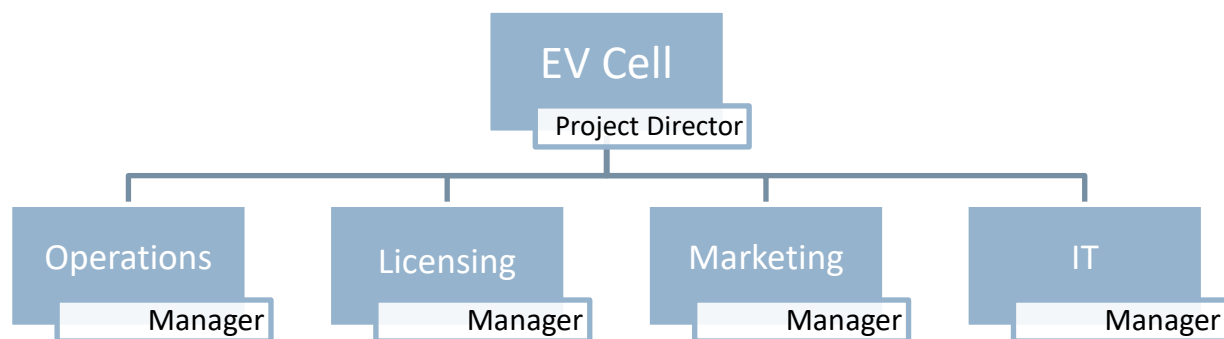 EV Cell
Project Director
Operations
Manager
Licensing
Manager
Marketing
Manager
IT
Manager